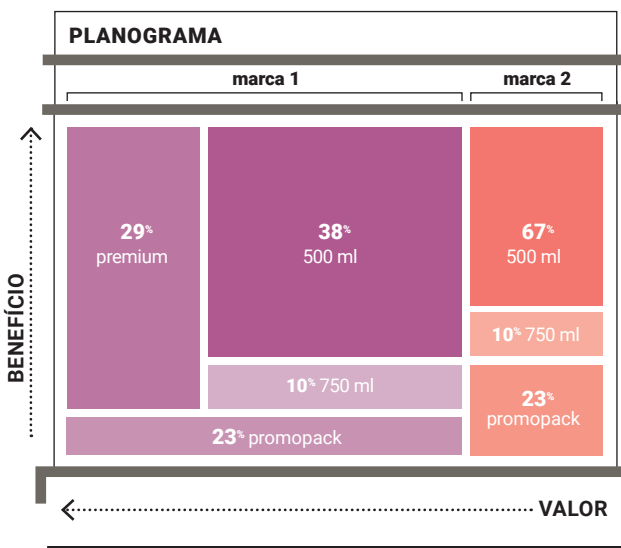 PLANOGRAMA
marca 1
marca 2
29%
premium
38%
500 ml
67%
500 ml
10% 750 ml
10% 750 ml
23% promopack
23%
promopack
BENEFÍCIO
VALOR